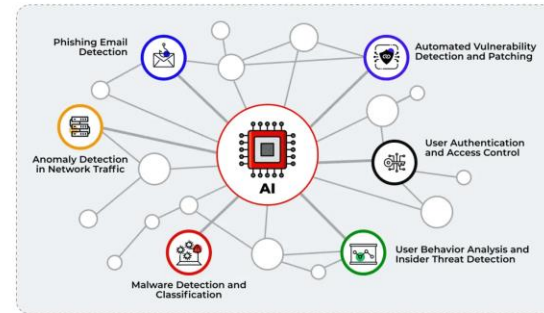 Phishing Email
Detection
Automated Vulnerability
Detection and Patching
Anomaly Detection
in Network Traffic
AI
User Authentication
and Access Control
Malware Detection and
Classification
User Behavior Analysis and
Insider Threat Detection